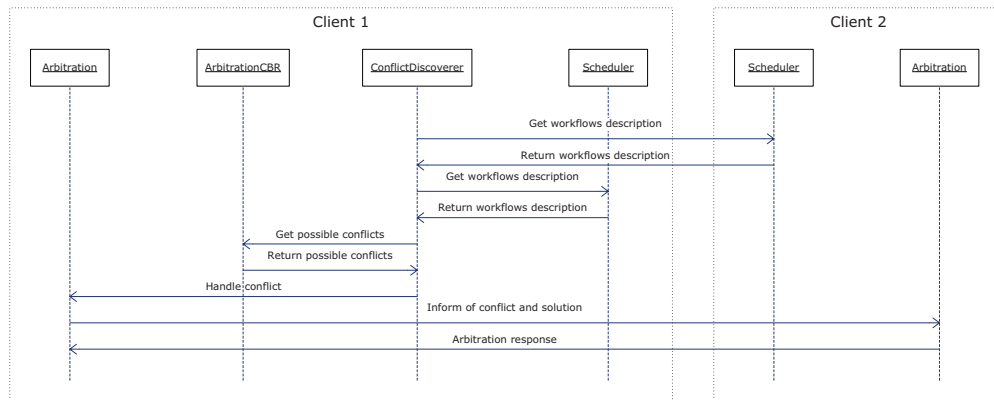 Client 1
Client 2
Arbitration
ArbitrationCBR
ConflictDiscoverer
Scheduler
Scheduler
Arbitration
Get workflows description
Return workflows description
Get workflows description
Return workflows description
Get possible conflicts
Return possible conflicts
Handle conflict
Inform of conflict and solution
Arbitration response